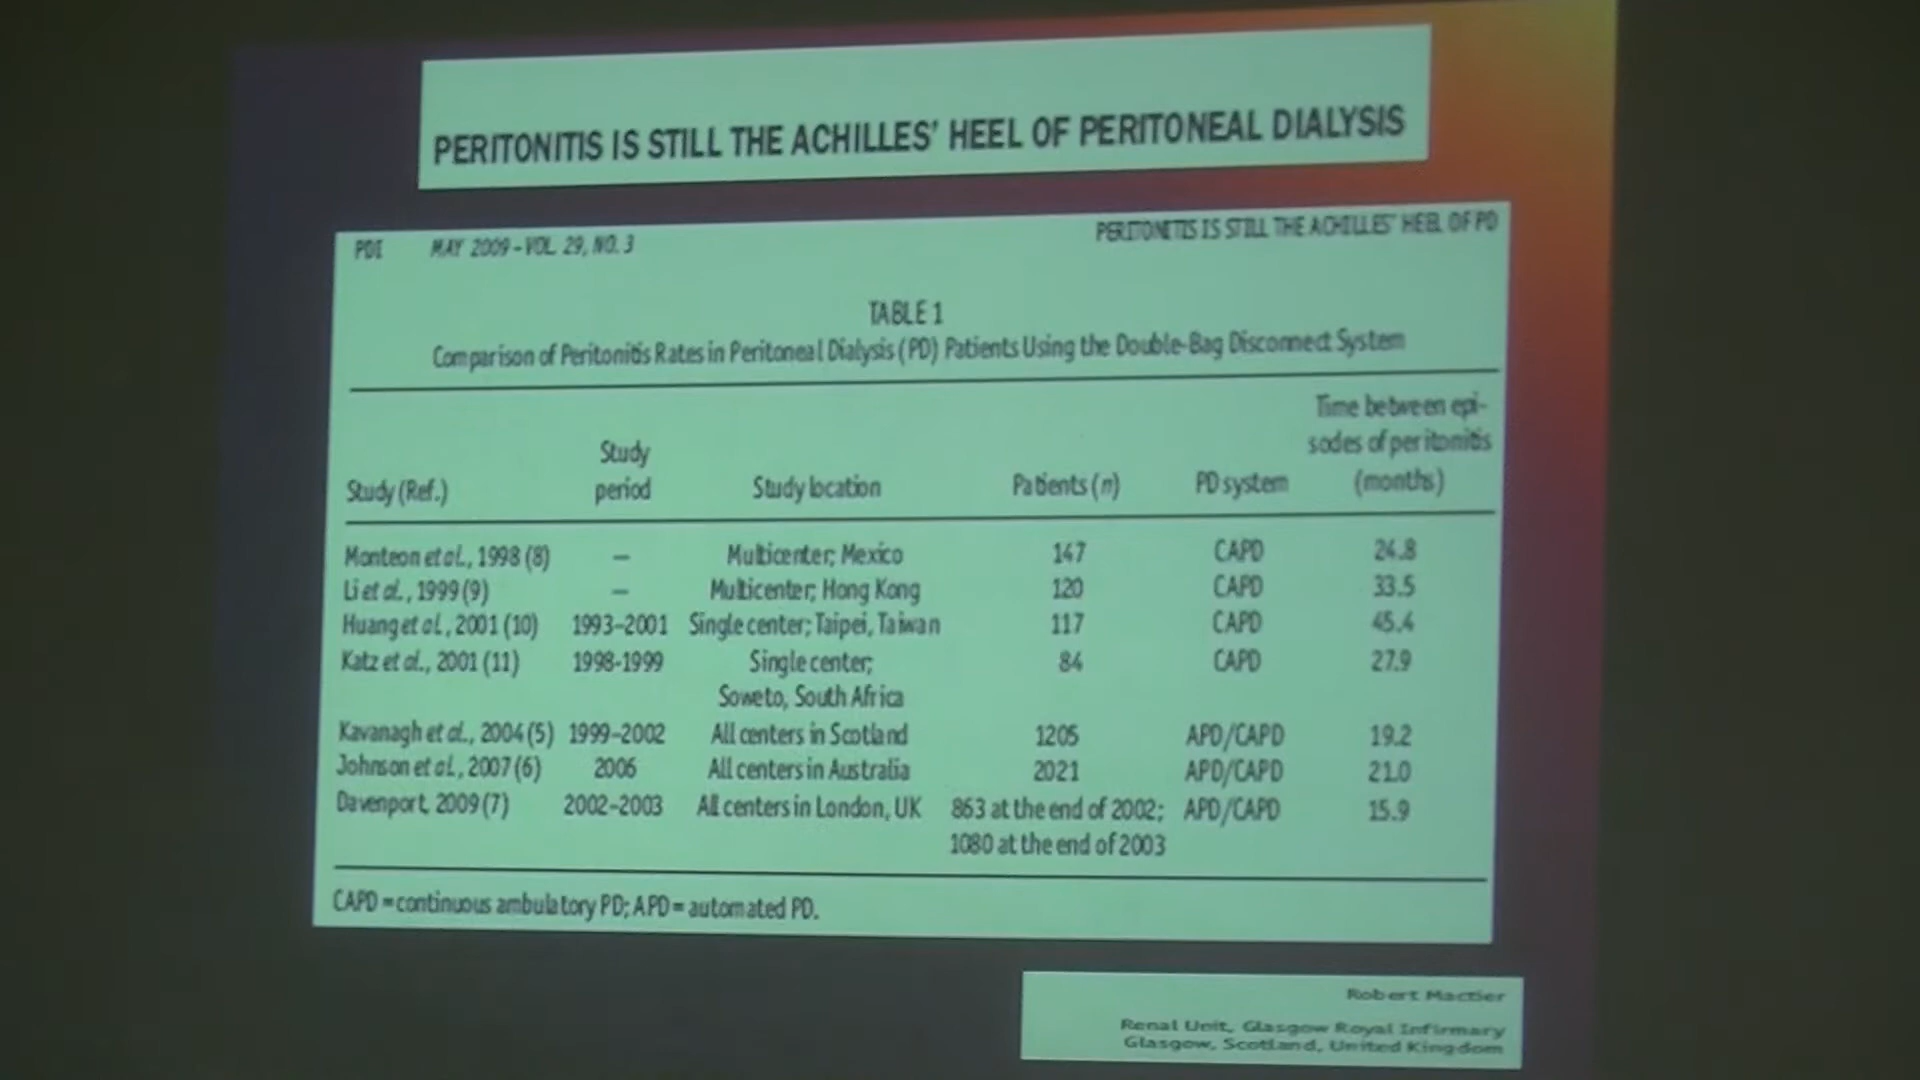 PERITONITIS IS STILL THE ACHILLES' HEEL OF PERITONEAL DIALYSIS
PDI MAY 2009 – VOL. 29, NO. 3 PERITONITIS IS STILL THE ACHILLES' HEEL OF PD
TABLE 1
Comparison of Peritonitis Rates in Peritoneal Dialysis (PD) Patients Using the Double-Bag Disconnect System
Time between epi-
Study sodes of peritonitis
Study (Ref.) period Study location Patients (n) PD system (months)
Monteon et al., 1998 (8) — Multicenter; Mexico 147 CAPD 24.8
Li et al., 1999 (9) — Multicenter; Hong Kong 120 CAPD 33.5
Huang et al., 2001 (10) 1993–2001 Single center; Taipei, Taiwan 117 CAPD 45.4
Katz et al., 2001 (11) 1998-1999 Single center; 84 CAPD 27.9
Soweto, South Africa
Kavanagh et al., 2004 (5) 1999–2002 All centers in Scotland 1205 APD/CAPD 19.2
Johnson et al., 2007 (6) 2006 All centers in Australia 2021 APD/CAPD 21.0
Davenport, 2009 (7) 2002–2003 All centers in London, UK 863 at the end of 2002; APD/CAPD 15.9
1080 at the end of 2003
CAPD = continuous ambulatory PD; APD = automated PD.
Robert Mactier
Renal Unit, Glasgow Royal Infirmary
Glasgow, Scotland, United Kingdom